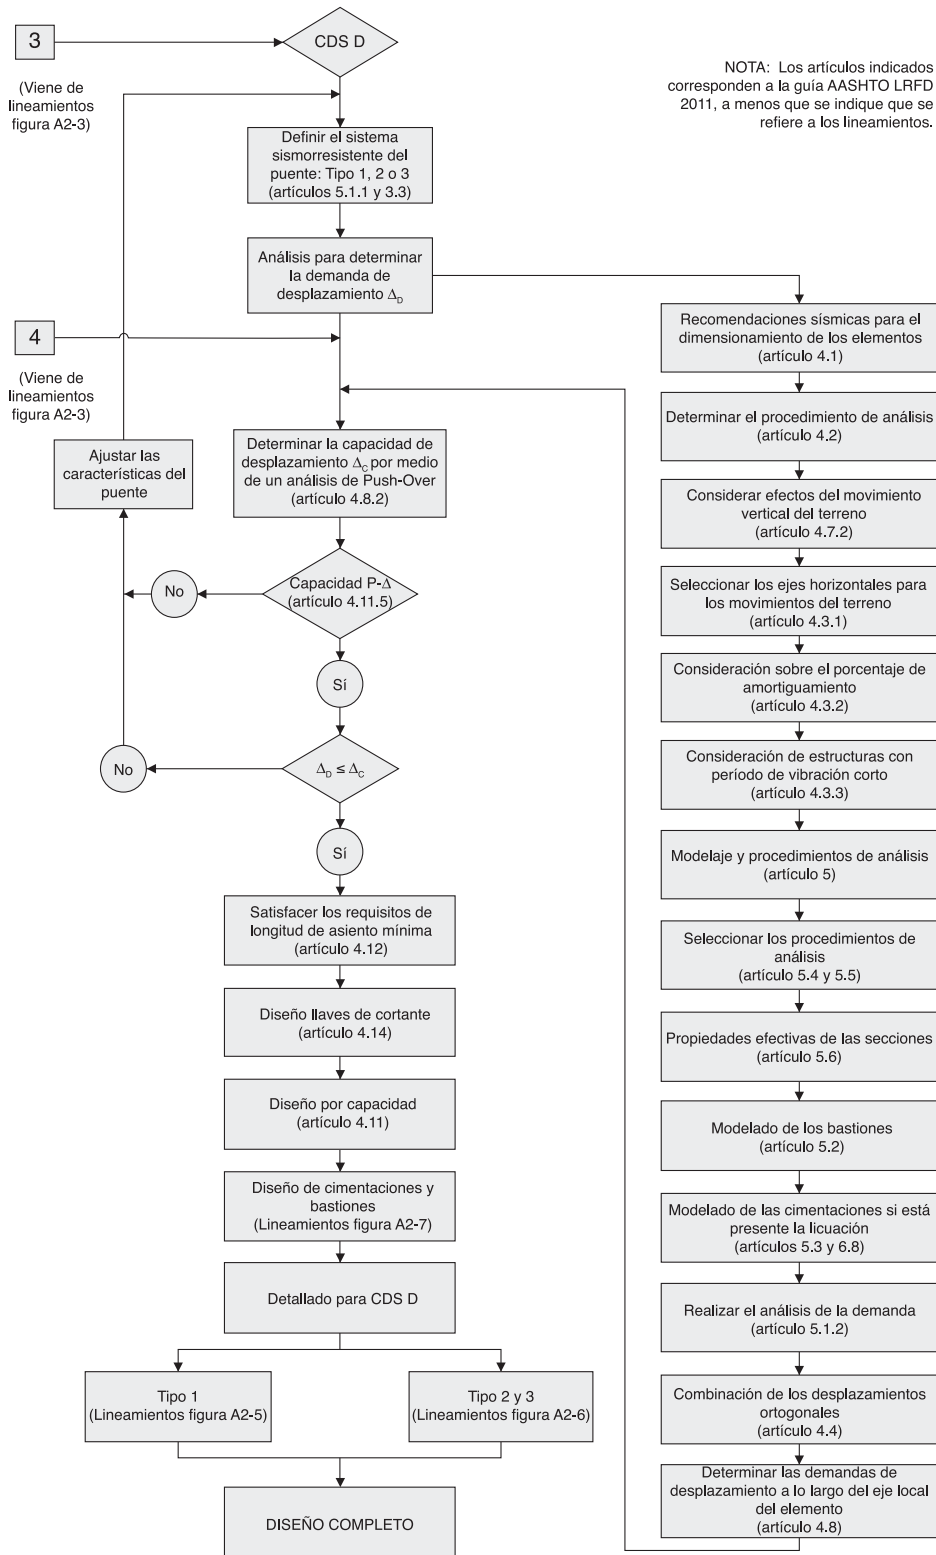 3
CDS D
(Viene de
lineamientos
figura A2-3)
NOTA: Los artículos indicados
corresponden a la guía AASHTO LRFD
2011, a menos que se indique que se
refiere a los lineamientos.
Definir el sistema
sismorresistente del
puente: Tipo 1, 2 o 3
(artículos 5.1.1 y 3.3)
Análisis para determinar
la demanda de
desplazamiento ΔD
4
(Viene de
lineamientos
figura A2-3)
Ajustar las
características del
puente
Determinar la capacidad de
desplazamiento ΔC por medio
de un análisis de Push-Over
(artículo 4.8.2)
Capacidad P-Δ
(artículo 4.11.5)
No
Sí
ΔD ≤ ΔC
No
Sí
Satisfacer los requisitos de
longitud de asiento mínima
(artículo 4.12)
Diseño llaves de cortante
(artículo 4.14)
Diseño por capacidad
(artículo 4.11)
Diseño de cimentaciones y
bastiones
(Lineamientos figura A2-7)
Detallado para CDS D
Tipo 1
(Lineamientos figura A2-5)
Tipo 2 y 3
(Lineamientos figura A2-6)
DISEÑO COMPLETO
Recomendaciones sísmicas para el
dimensionamiento de los elementos
(artículo 4.1)
Determinar el procedimiento de análisis
(artículo 4.2)
Considerar efectos del movimiento
vertical del terreno
(artículo 4.7.2)
Seleccionar los ejes horizontales para
los movimientos del terreno
(artículo 4.3.1)
Consideración sobre el porcentaje de
amortiguamiento
(artículo 4.3.2)
Consideración de estructuras con
período de vibración corto
(artículo 4.3.3)
Modelaje y procedimientos de análisis
(artículo 5)
Seleccionar los procedimientos de
análisis
(artículo 5.4 y 5.5)
Propiedades efectivas de las secciones
(artículo 5.6)
Modelado de los bastiones
(artículo 5.2)
Modelado de las cimentaciones si está
presente la licuación
(artículos 5.3 y 6.8)
Realizar el análisis de la demanda
(artículo 5.1.2)
Combinación de los desplazamientos
ortogonales
(artículo 4.4)
Determinar las demandas de
desplazamiento a lo largo del eje local
del elemento
(artículo 4.8)